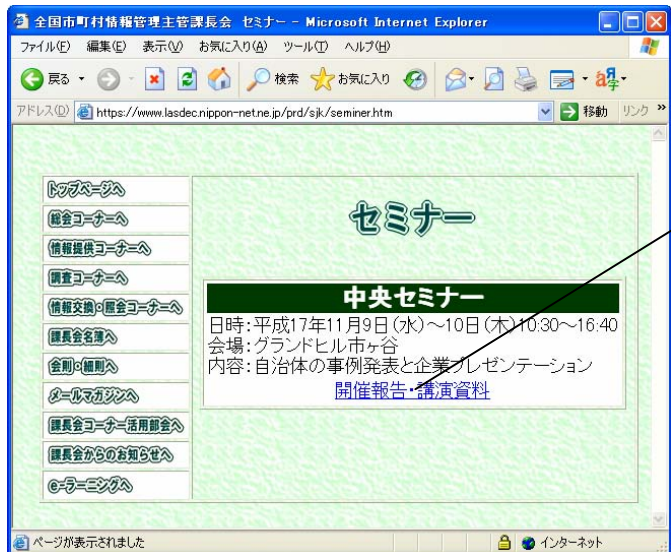 全国市町村情報管理主管課長会 セミナー - Microsoft Internet Explorer
ファイル(F) 編集(E) 表示(V) お気に入り(A) ツール(T) ヘルプ(H)
戻る 検索 お気に入り
アドレス(D) https://www.lasdec.nippon-net.ne.jp/prd/sjk/seminer.htm 移動 リンク »
トップページへ
総会コーナーへ
情報提供コーナーへ
調査コーナーへ
情報交換・照会コーナーへ
課長会名簿へ
会則・細則へ
メールマガジンへ
課長会コーナー活用部会へ
課長会からのお知らせへ
e-ラーニングへ
セミナー
中央セミナー
日時:平成17年11月9日(水)~10日(木)10:30~16:40
会場:グランドヒル市ヶ谷
内容:自治体の事例発表と企業プレゼンテーション
開催報告・講演資料
ページが表示されました インターネット